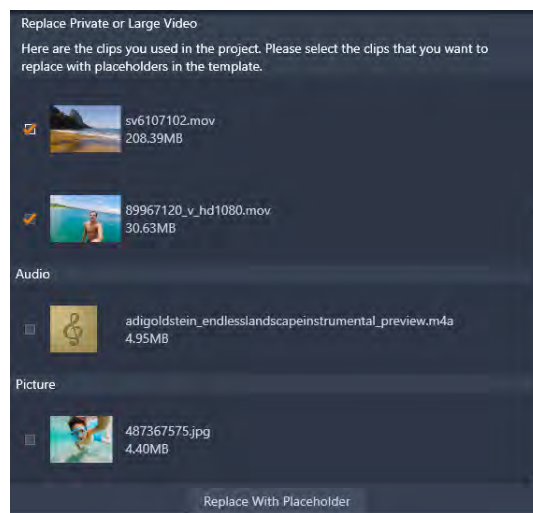 Replace Private or Large Video
Here are the clips you used in the project. Please select the clips that you want to
replace with placeholders in the template.
sv6107102.mov
208.39MB
89967120_v_hd1080.mov
30.63MB
Audio
adigoldstein_endlesslandscapeinstrumental_preview.m4a
4.95MB
Picture
487367575.jpg
4.40MB
Replace With Placeholder